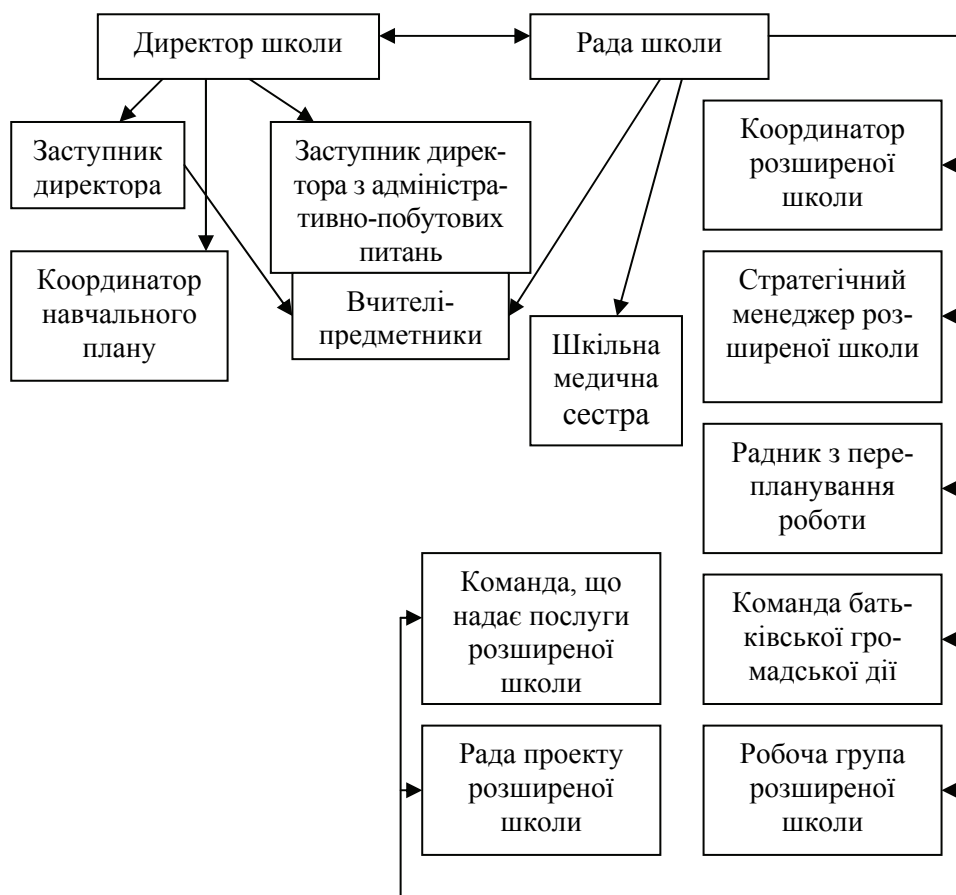 Директор школи
Рада школи
Заступник
директора
Заступник дирек-
тора з адміністра-
тивно-побутових
питань
Координатор
розширеної
школи
Координатор
навчального
плану
Вчителі-
предметники
Шкільна
медична
сестра
Стратегічний
менеджер роз-
ширеної школи
Радник з пере-
планування
роботи
Команда, що
надає послуги
розширеної
школи
Команда бать-
ківської гро-
мадської дії
Рада проекту
розширеної
школи
Робоча група
розширеної
школи